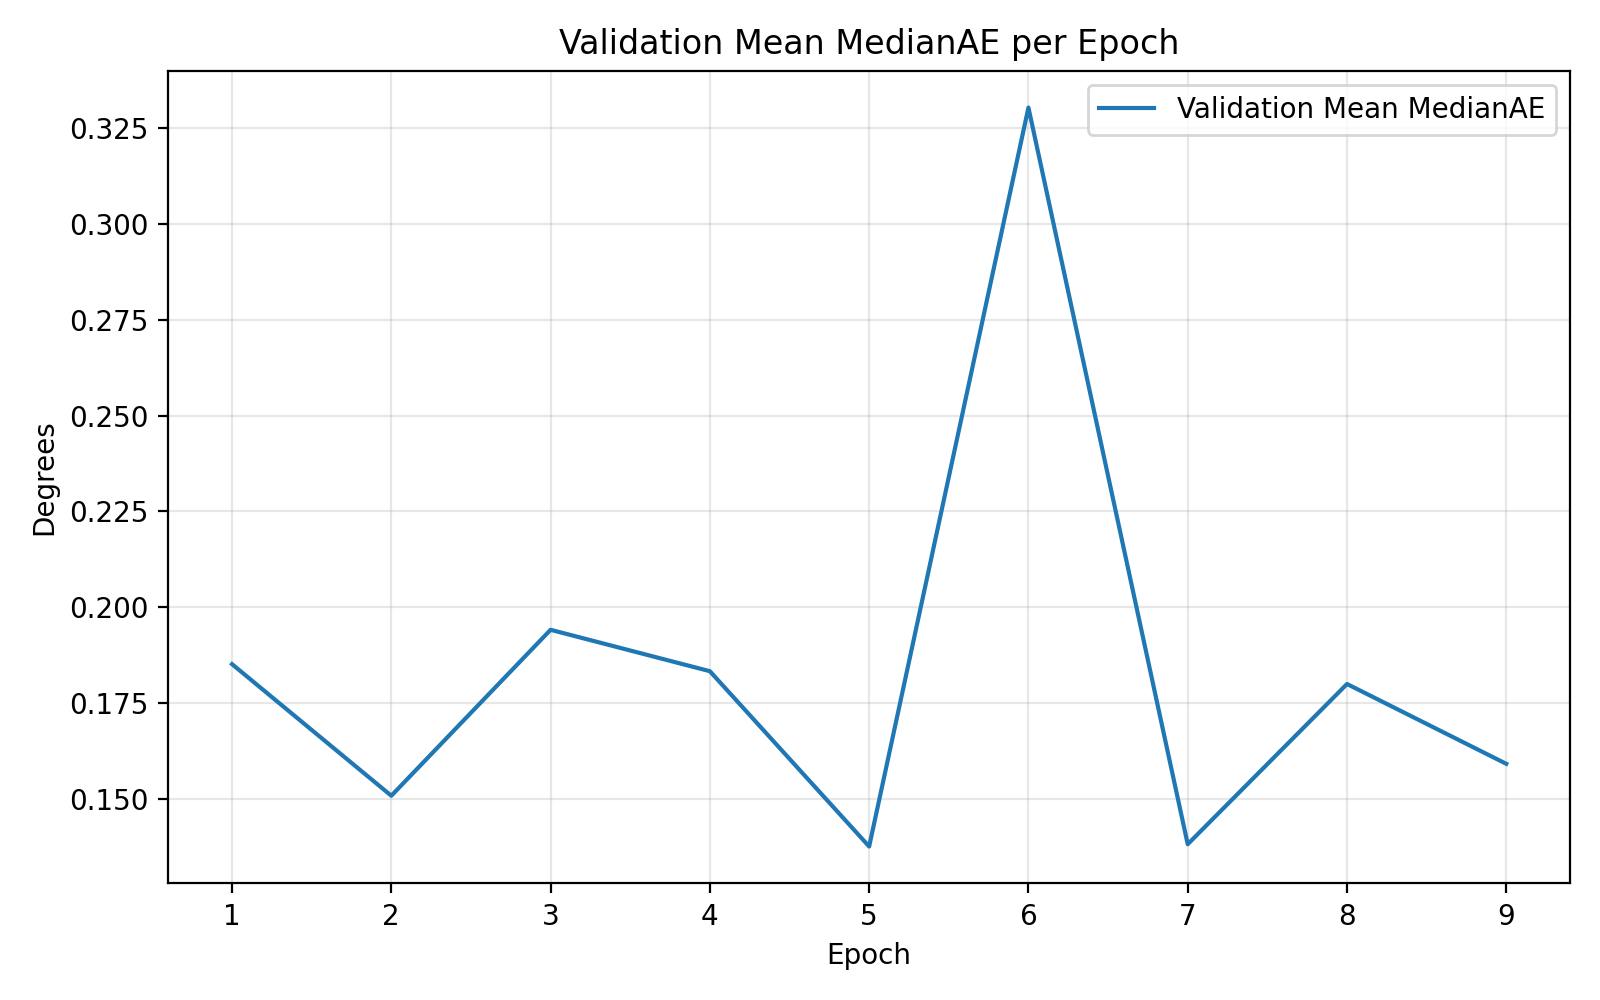 Validation Mean MedianAE per Epoch
Validation Mean MedianAE
0.325
0.300
0.275
0.250
0.225
0.200
0.175
0.150
Degrees
1 2 3 4 5 6 7 8 9
Epoch